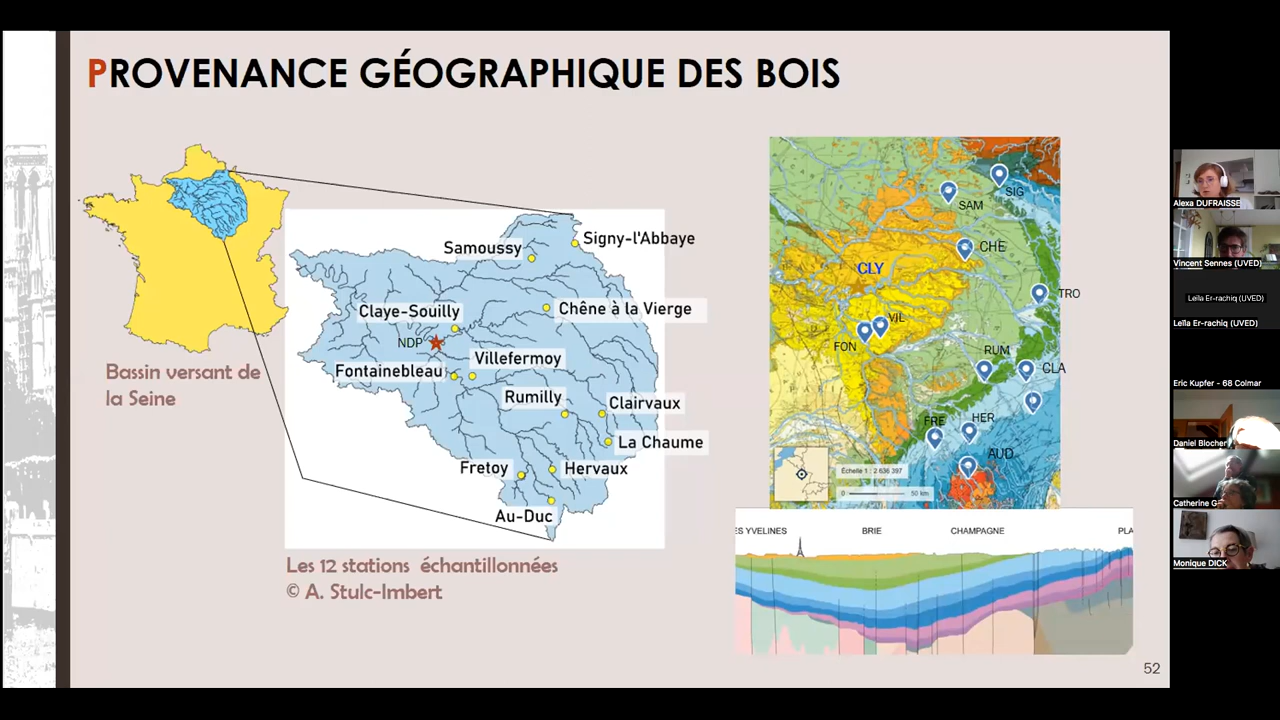 PROVENANCE GÉOGRAPHIQUE DES BOIS
Bassin versant de
la Seine
Samoussy
Signy-l'Abbaye
Claye-Souilly
Chêne à la Vierge
NDP
Fontainebleau
Villefermoy
Rumilly
Clairvaux
La Chaume
Fretoy
Hervaux
Au-Duc
Les 12 stations échantillonnées
© A. Stulc-Imbert
SIG
SAM
CHE
CLY
TRO
VIL
FON
RUM
CLA
FRE
HER
AUD
Échelle 1 : 2 636 397
0 50 km
ES YVELINES
BRIE
CHAMPAGNE
PLA
52
Alexa DUFRAISSE
Vincent Sennes (UVED)
Leïla Er-rachiq (UVED)
Leïla Er-rachiq (UVED)
Eric Kupfer - 68 Colmar
Daniel Blocher
Catherine G
Monique DICK